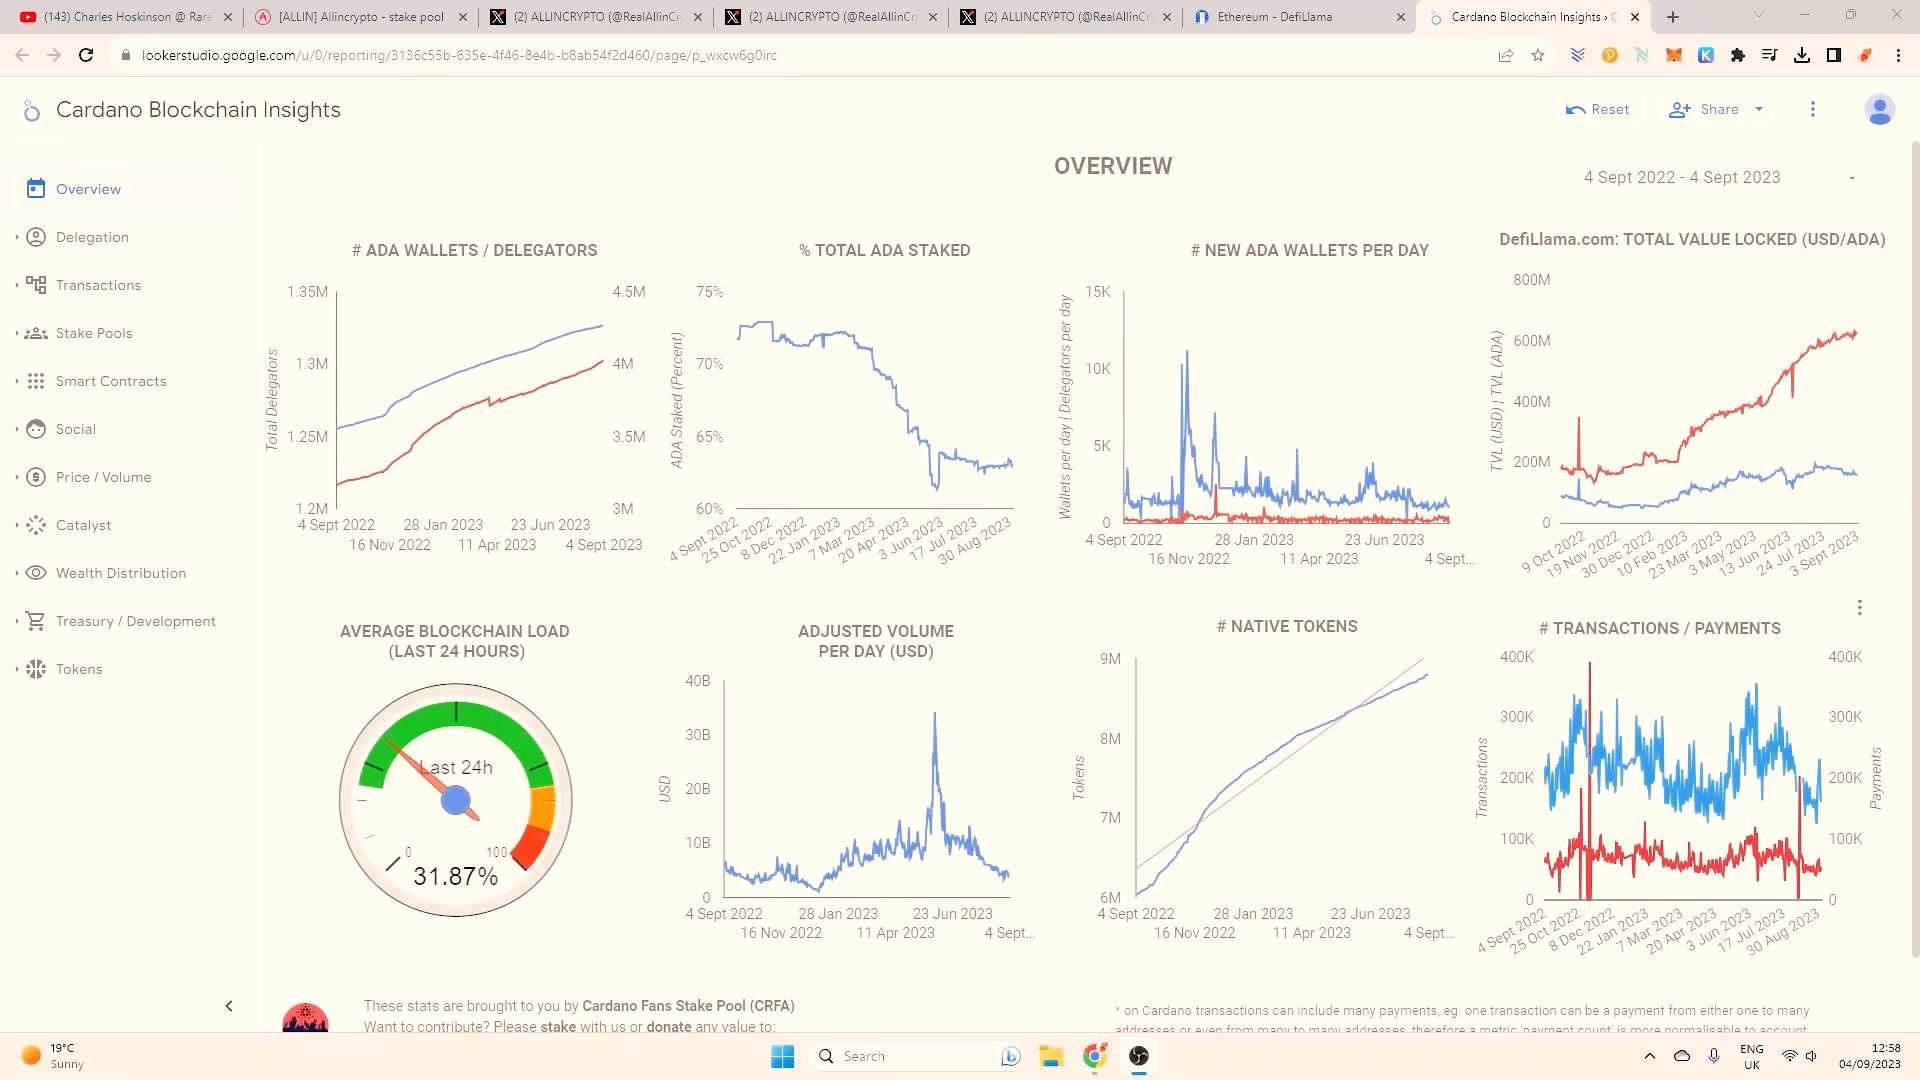 (143) Charles Hoskinson @ Rare
[ALLIN] Allincrypto - stake pool
(2) ALLINCRYPTO (@RealAllinCr
(2) ALLINCRYPTO (@RealAllinCr
(2) ALLINCRYPTO (@RealAllinCr
Ethereum - DefiLlama
Cardano Blockchain Insights › O
lookerstudio.google.com/u/0/reporting/3136c55b-635e-4f46-8e4b-b8ab54f2d460/page/p_wxcw6g0irc
Cardano Blockchain Insights
Reset
Share
Overview
Delegation
Transactions
Stake Pools
Smart Contracts
Social
Price / Volume
Catalyst
Wealth Distribution
Treasury / Development
Tokens
OVERVIEW
4 Sept 2022 - 4 Sept 2023
# ADA WALLETS / DELEGATORS
1.35M
1.3M
1.25M
1.2M
Total Delegators
4.5M
4M
3.5M
3M
4 Sept 2022
28 Jan 2023
23 Jun 2023
16 Nov 2022
11 Apr 2023
4 Sept 2023
% TOTAL ADA STAKED
75%
70%
65%
60%
ADA Staked (Percent)
4 Sept 2022
25 Oct 2022
8 Dec 2022
22 Jan 2023
7 Mar 2023
20 Apr 2023
3 Jun 2023
17 Jul 2023
30 Aug 2023
# NEW ADA WALLETS PER DAY
15K
10K
5K
0
Wallets per day | Delegators per day
4 Sept 2022
28 Jan 2023
23 Jun 2023
16 Nov 2022
11 Apr 2023
4 Sept...
DefiLlama.com: TOTAL VALUE LOCKED (USD/ADA)
800M
600M
400M
200M
0
TVL (USD) | TVL (ADA)
9 Oct 2022
19 Nov 2022
30 Dec 2022
10 Feb 2023
23 Mar 2023
3 May 2023
13 Jun 2023
24 Jul 2023
3 Sept 2023
AVERAGE BLOCKCHAIN LOAD
(LAST 24 HOURS)
Last 24h
0
100
31.87%
ADJUSTED VOLUME
PER DAY (USD)
40B
30B
20B
10B
0
USD
4 Sept 2022
28 Jan 2023
23 Jun 2023
16 Nov 2022
11 Apr 2023
4 Sept...
# NATIVE TOKENS
9M
8M
7M
6M
Tokens
4 Sept 2022
28 Jan 2023
23 Jun 2023
16 Nov 2022
11 Apr 2023
4 Sept...
# TRANSACTIONS / PAYMENTS
400K
300K
200K
100K
0
Transactions
400K
300K
200K
100K
0
Payments
4 Sept 2022
25 Oct 2022
8 Dec 2022
22 Jan 2023
7 Mar 2023
20 Apr 2023
3 Jun 2023
17 Jul 2023
30 Aug 2023
These stats are brought to you by Cardano Fans Stake Pool (CRFA)
Want to contribute? Please stake with us or donate any value to:
* on Cardano transactions can include many payments, eg. one transaction can be a payment from either one to many
addresses or even from many to many addresses, therefore a metric 'payment count' is more normalisable to account
19°C
Sunny
Search
ENG
UK
12:58
04/09/2023